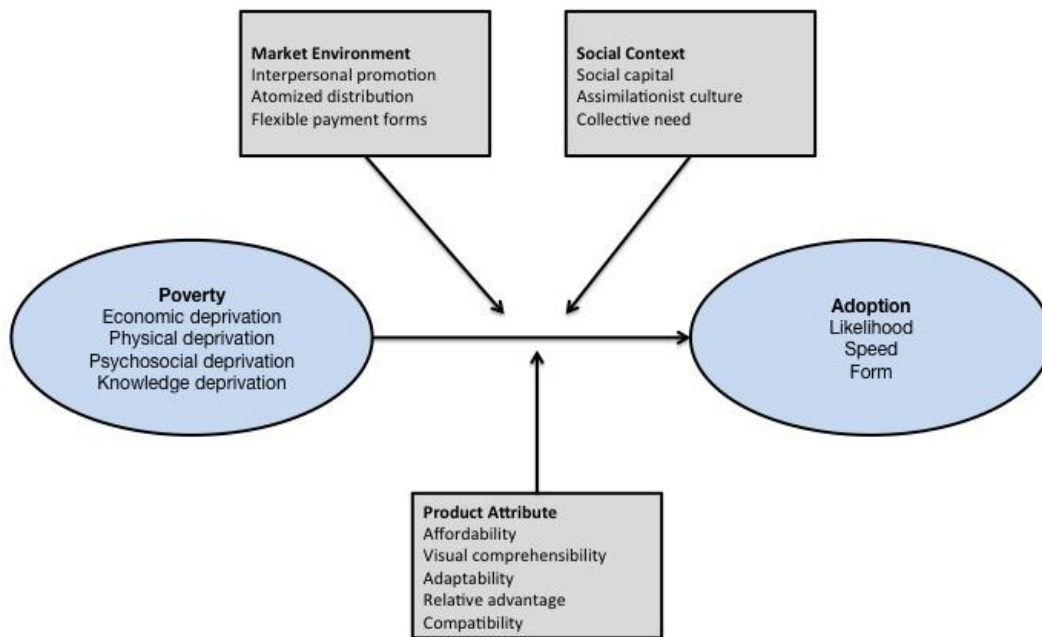 Market Environment
Interpersonal promotion
Atomized distribution
Flexible payment forms
Social Context
Social capital
Assimilationist culture
Collective need
Poverty
Economic deprivation
Physical deprivation
Psychosocial deprivation
Knowledge deprivation
Adoption
Likelihood
Speed
Form
Product Attribute
Affordability
Visual comprehensibility
Adaptability
Relative advantage
Compatibility